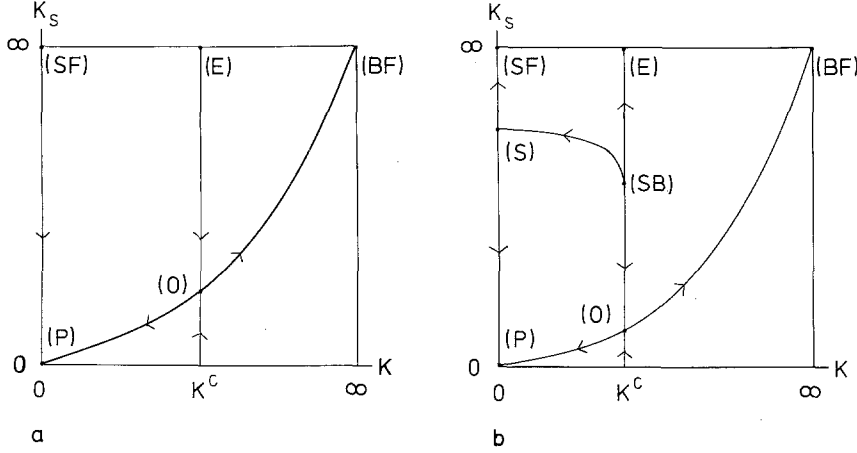 K_S
∞
(SF)
(E)
(BF)
(O)
(P)
0
0
K^C
∞
K
a
K_S
∞
(SF)
(E)
(BF)
(S)
(SB)
(O)
(P)
0
0
K^C
∞
K
b